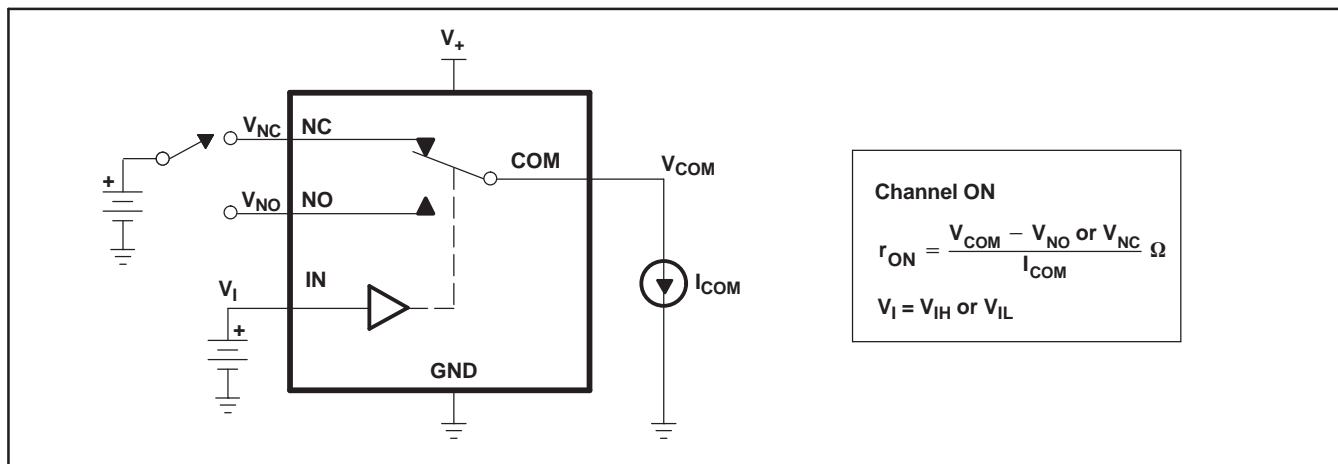 V+
VNC NC
COM VCOM
+
VNO NO
VI IN
+
ICOM
GND
Channel ON
rON = VCOM − VNO or VNC / ICOM Ω
VI = VIH or VIL